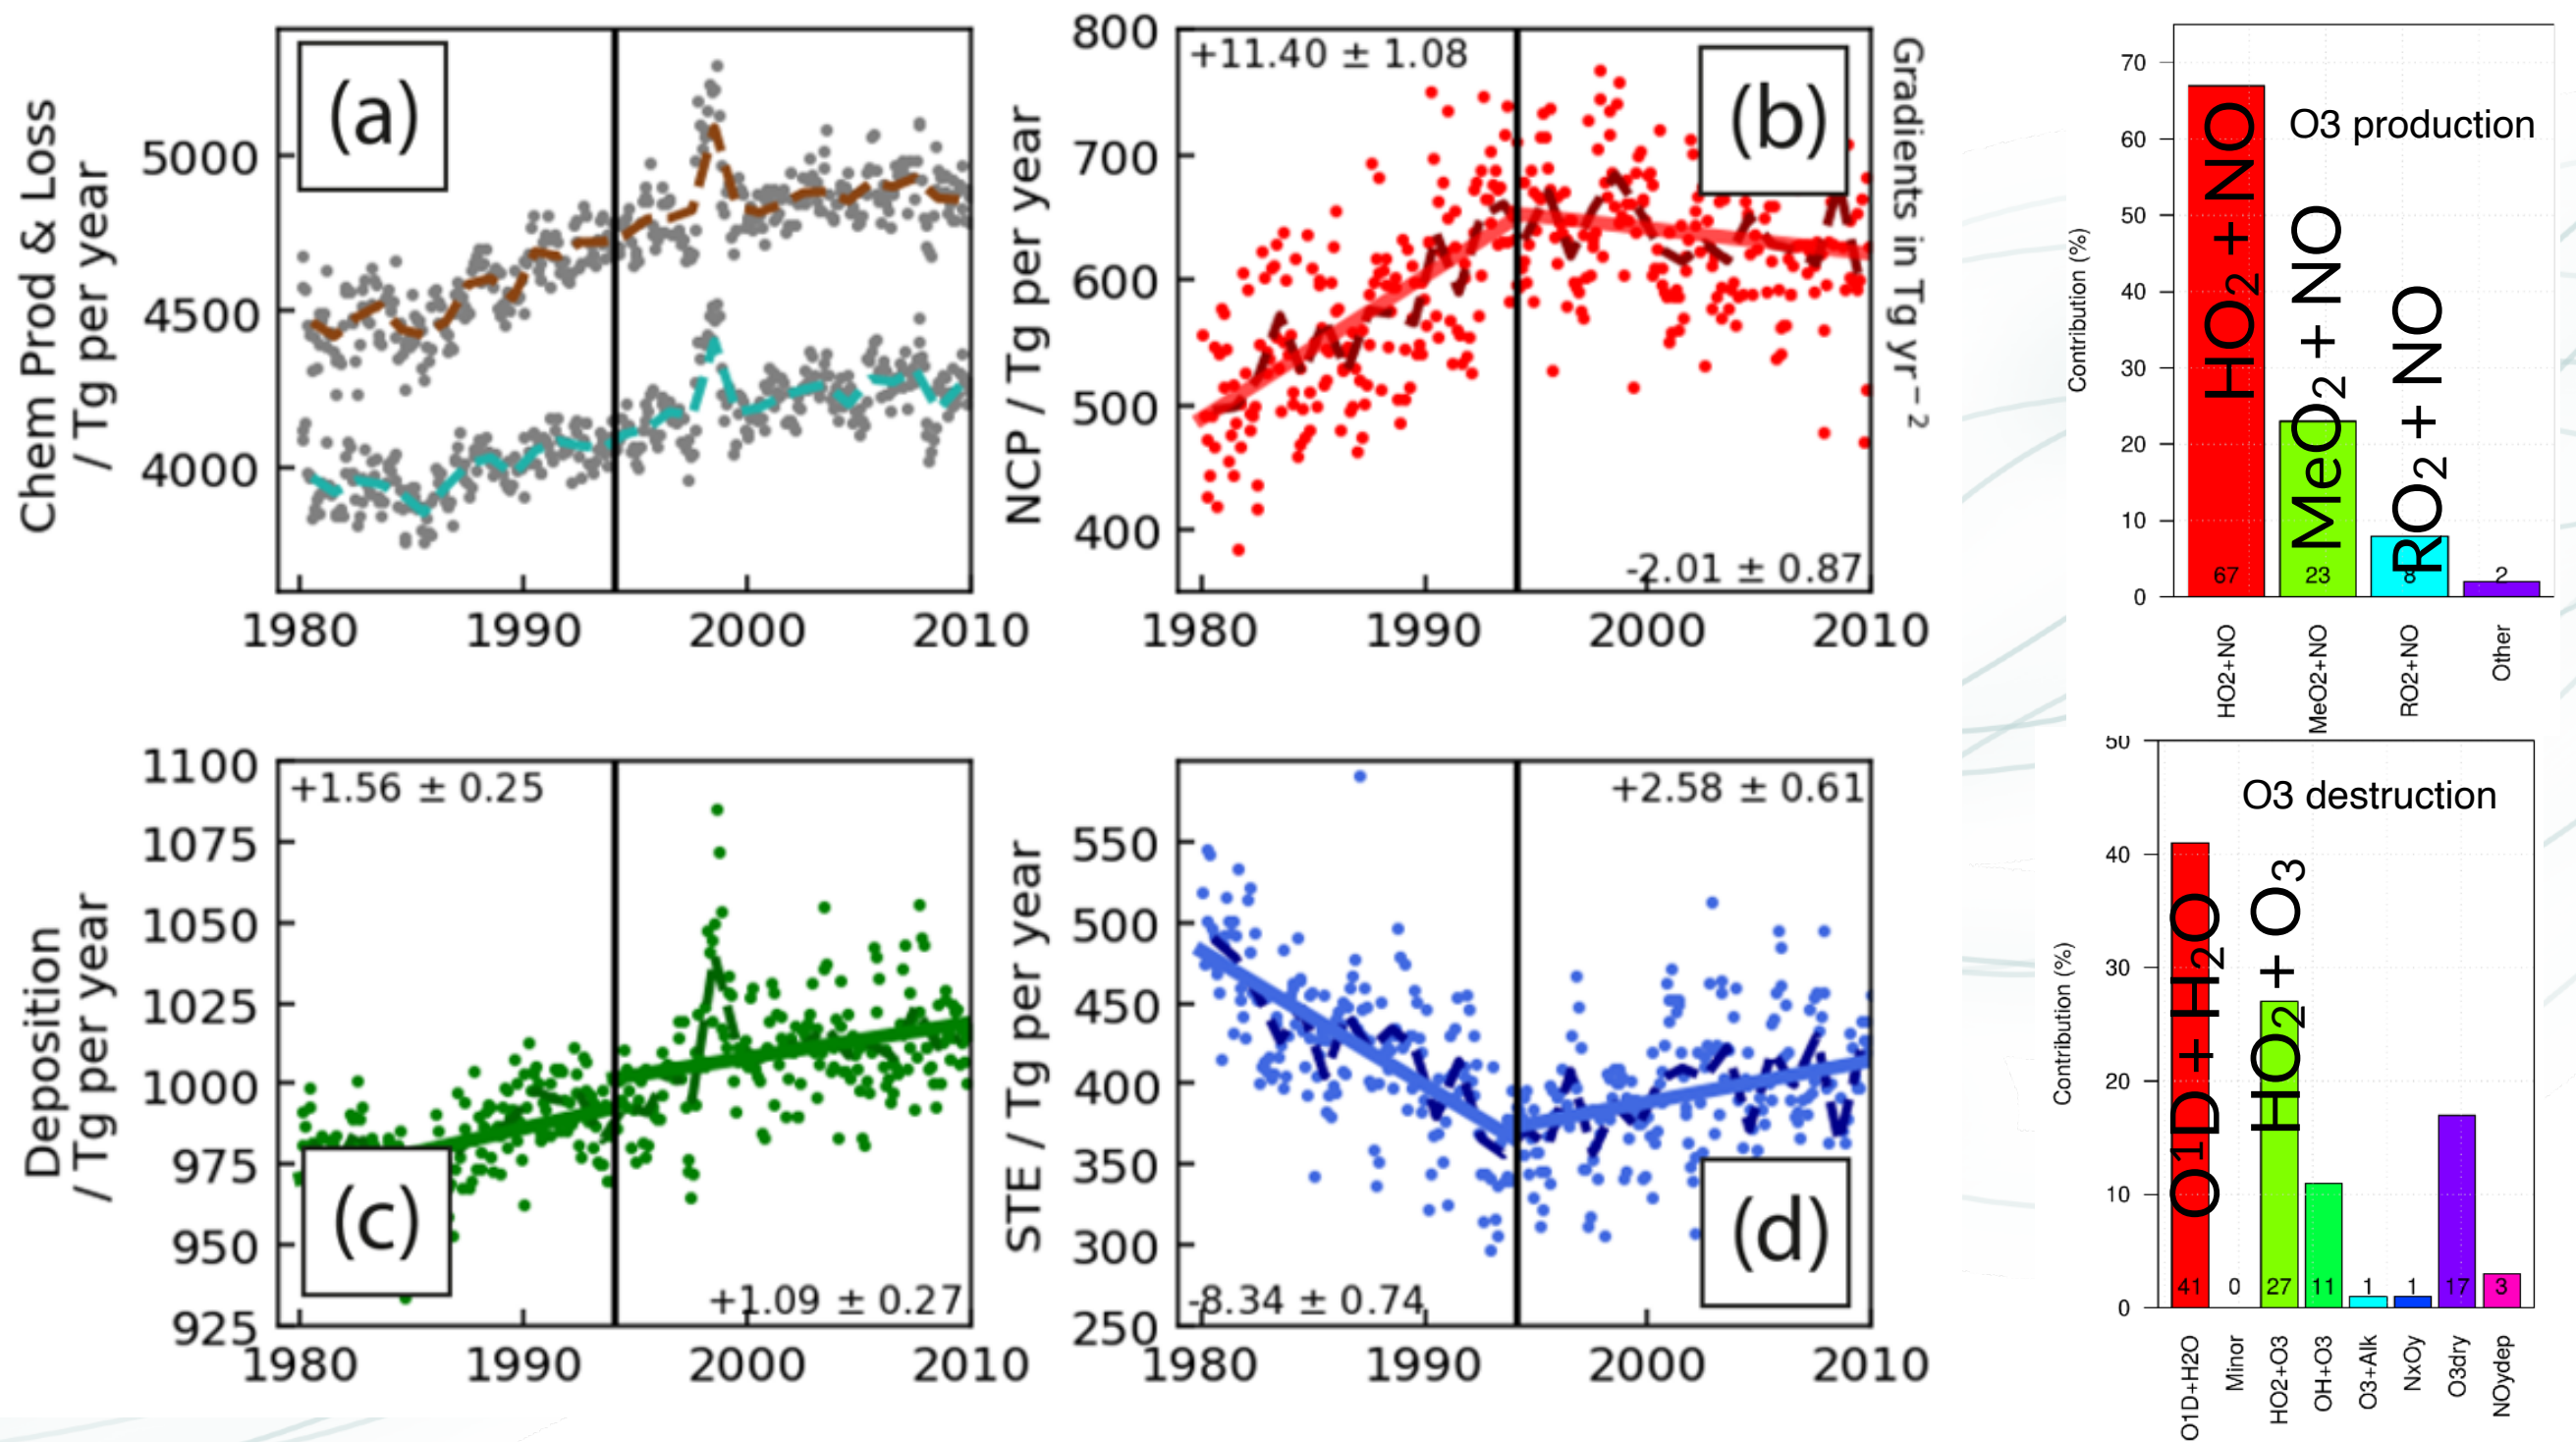 (a)
Chem Prod & Loss
/ Tg per year
5000
4500
4000
1980 1990 2000 2010
+11.40 ± 1.08
(b)
NCP / Tg per year
800
700
600
500
400
-2.01 ± 0.87
1980 1990 2000 2010
Gradients in Tg yr⁻²
+1.56 ± 0.25
(c)
Deposition
/ Tg per year
1100
1075
1050
1025
1000
975
950
925
+1.09 ± 0.27
1980 1990 2000 2010
+2.58 ± 0.61
(d)
STE / Tg per year
550
500
450
400
350
300
250
-8.34 ± 0.74
1980 1990 2000 2010
O3 production
Contribution (%)
70
60
50
40
30
20
10
0
HO₂ + NO
MeO₂ + NO
RO₂ + NO
67 23 8 2
HO2+NO
MeO2+NO
RO2+NO
Other
O3 destruction
Contribution (%)
50
40
30
20
10
0
O¹D + H₂O
HO₂ + O₃
41 0 27 11 1 1 17 3
O1D+H2O
Minor
HO2+O3
OH+O3
O3+Alk
NxOy
O3dry
NOydep